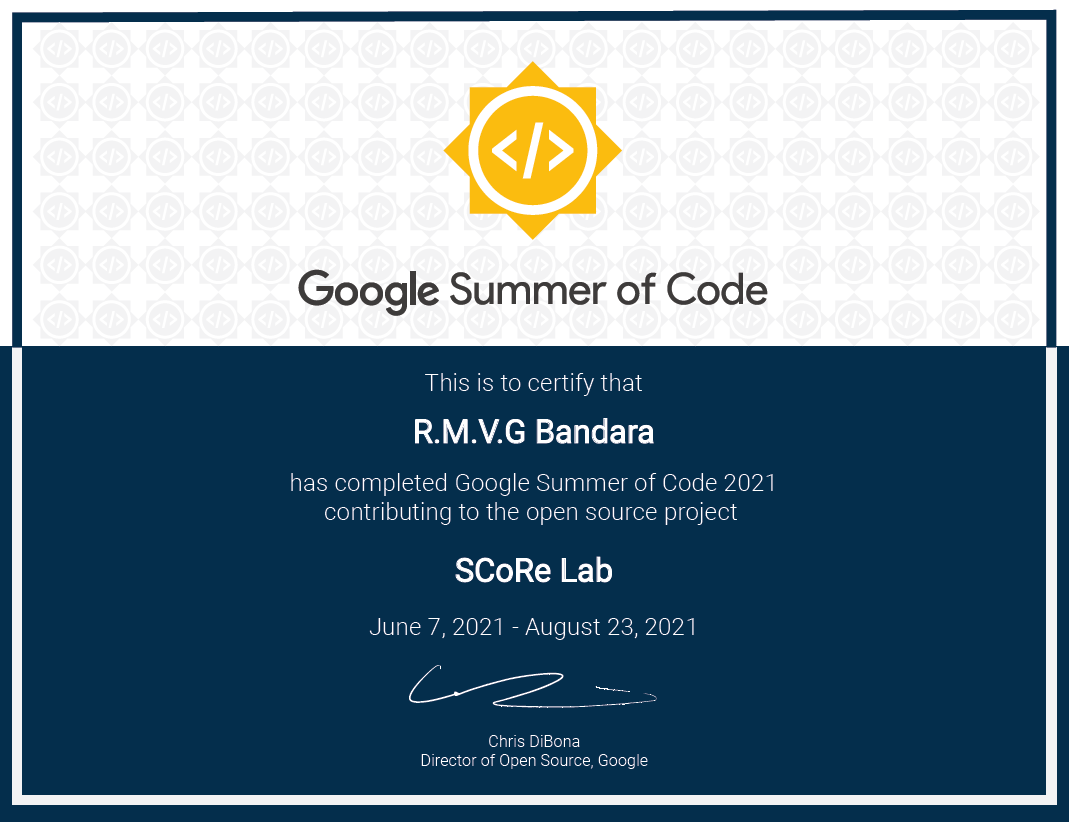 </>
Google Summer of Code
This is to certify that
R.M.V.G Bandara
has completed Google Summer of Code 2021
contributing to the open source project
SCoRe Lab
June 7, 2021 - August 23, 2021
Chris DiBona
Director of Open Source, Google